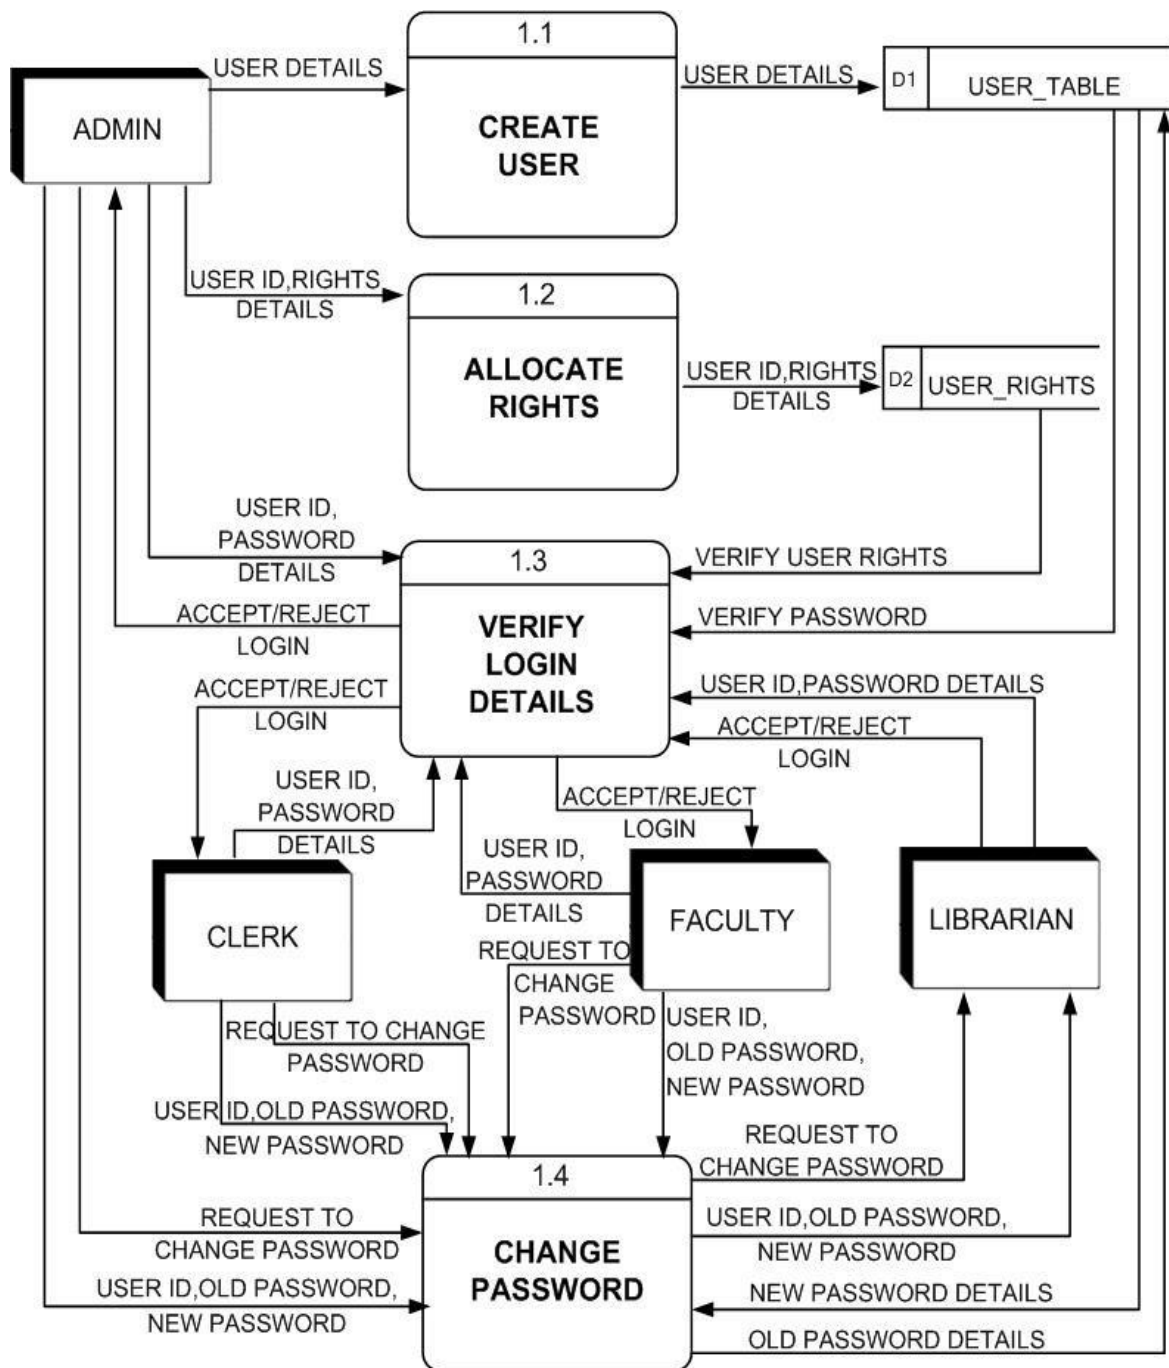 1.1
USER DETAILS
CREATE
USER
USER DETAILS
D1
USER_TABLE
ADMIN
USER ID,RIGHTS
DETAILS
1.2
ALLOCATE
RIGHTS
USER ID,RIGHTS
DETAILS
D2
USER_RIGHTS
USER ID,
PASSWORD
DETAILS
1.3
VERIFY
LOGIN
DETAILS
VERIFY USER RIGHTS
VERIFY PASSWORD
ACCEPT/REJECT
LOGIN
ACCEPT/REJECT
LOGIN
USER ID,PASSWORD DETAILS
ACCEPT/REJECT
LOGIN
USER ID,
PASSWORD
DETAILS
ACCEPT/REJECT
LOGIN
USER ID,
PASSWORD
DETAILS
CLERK
FACULTY
LIBRARIAN
REQUEST TO
CHANGE
PASSWORD
USER ID,
OLD PASSWORD,
NEW PASSWORD
REQUEST TO CHANGE
PASSWORD
USER ID,OLD PASSWORD,
NEW PASSWORD
REQUEST TO
CHANGE PASSWORD
1.4
CHANGE
PASSWORD
REQUEST TO
CHANGE PASSWORD
USER ID,OLD PASSWORD,
NEW PASSWORD
USER ID,OLD PASSWORD,
NEW PASSWORD
NEW PASSWORD DETAILS
OLD PASSWORD DETAILS